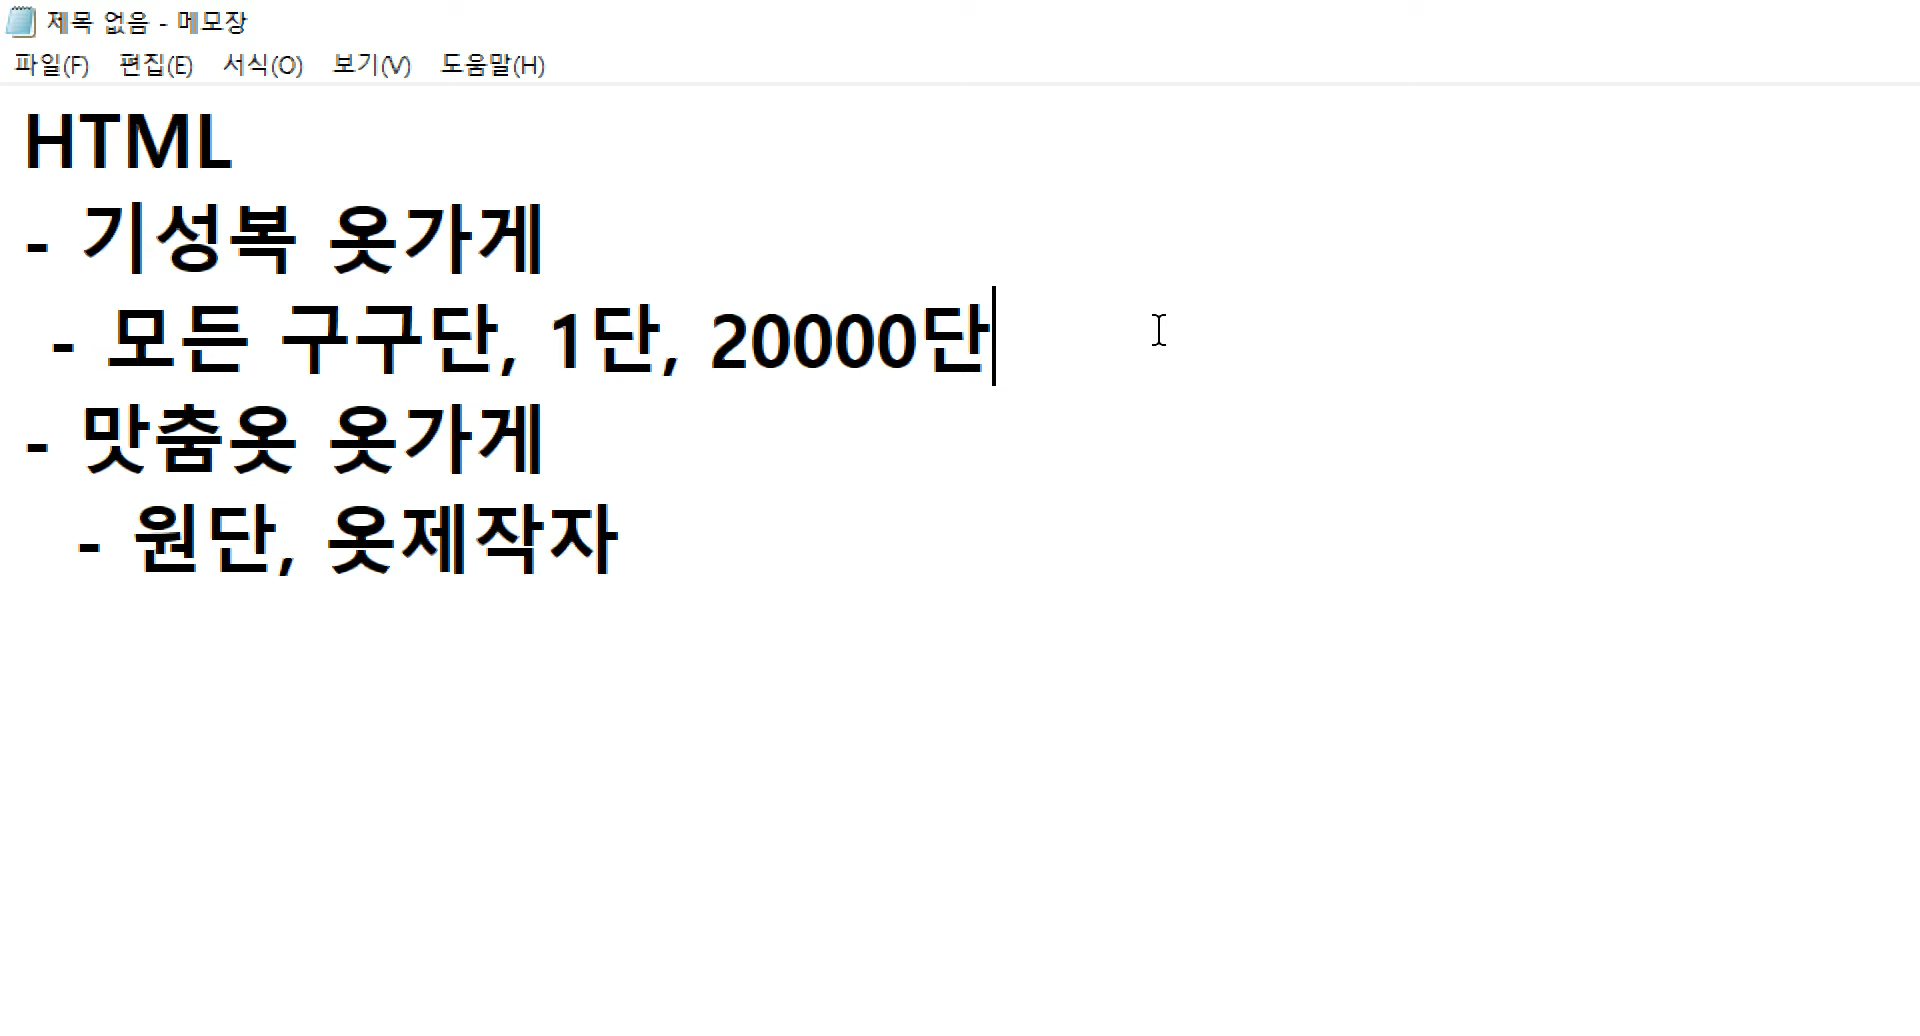 제목 없음 - 메모장
파일(F) 편집(E) 서식(O) 보기(V) 도움말(H)
HTML
- 기성복 옷가게
- 모든 구구단, 1단, 20000단
- 맛춤옷 옷가게
- 원단, 옷제작자